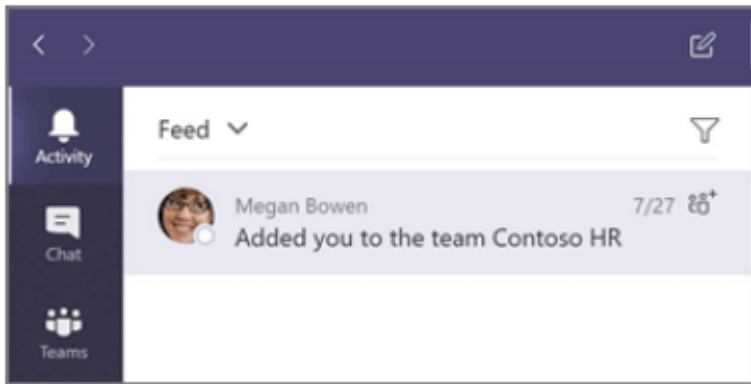 Activity
Feed
Megan Bowen 7/27
Added you to the team Contoso HR
Chat
Teams